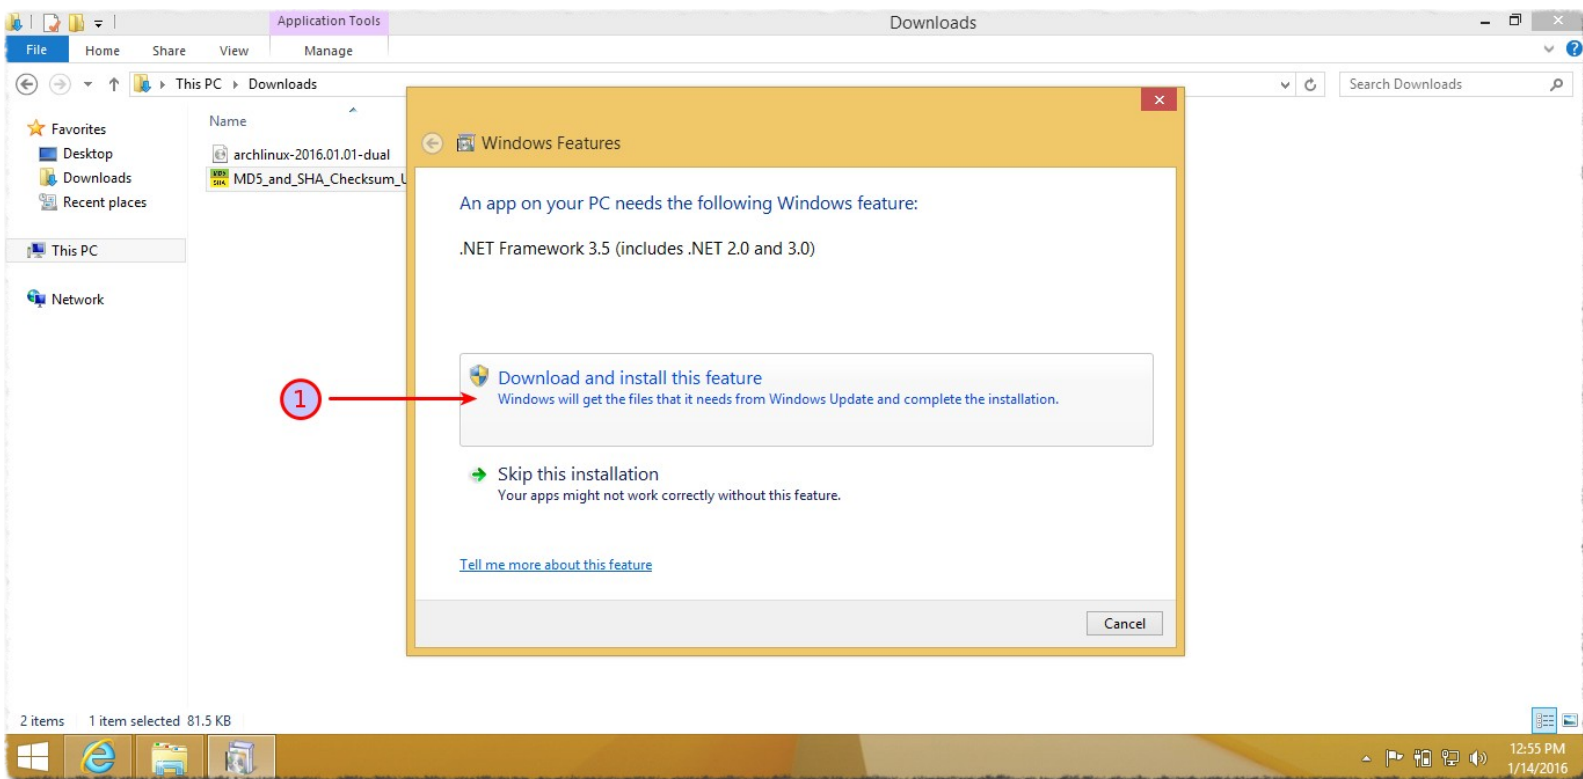 Application Tools
Downloads
File Home Share View Manage
This PC Downloads
Search Downloads
Favorites
Desktop
Downloads
Recent places
This PC
Network
Name
archlinux-2016.01.01-dual
MD5_and_SHA_Checksum_U
MD5
SHA
Windows Features
An app on your PC needs the following Windows feature:
.NET Framework 3.5 (includes .NET 2.0 and 3.0)
1
Download and install this feature
Windows will get the files that it needs from Windows Update and complete the installation.
Skip this installation
Your apps might not work correctly without this feature.
Tell me more about this feature
Cancel
2 items 1 item selected 81.5 KB
12:55 PM
1/14/2016